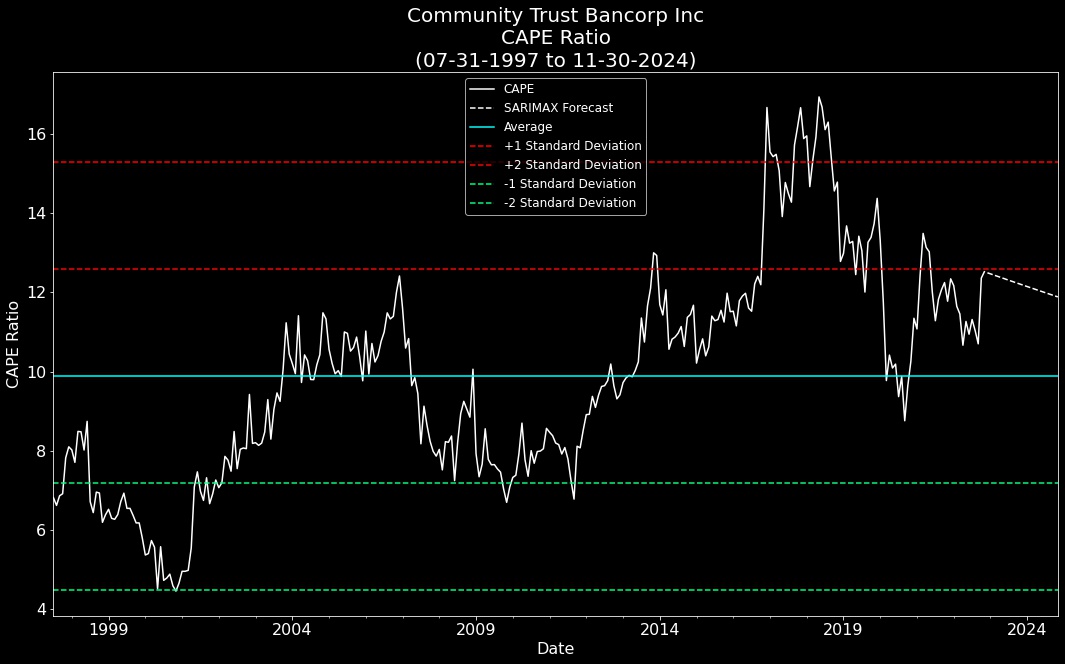 Community Trust Bancorp Inc
CAPE Ratio
(07-31-1997 to 11-30-2024)
CAPE
SARIMAX Forecast
Average
+1 Standard Deviation
+2 Standard Deviation
-1 Standard Deviation
-2 Standard Deviation
CAPE Ratio
16
14
12
10
8
6
4
1999 2004 2009 2014 2019 2024
Date